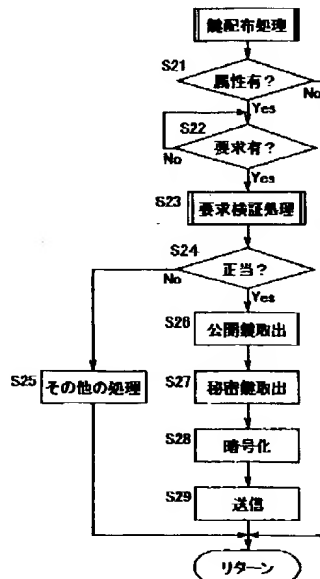 鍵配布処理
S21
属性有?
No
Yes
S22
要求有?
No
Yes
S23
要求検証処理
S24
正当?
No
Yes
S26
公開鍵取出
S25
その他の処理
S27
秘密鍵取出
S28
暗号化
S29
送信
リターン